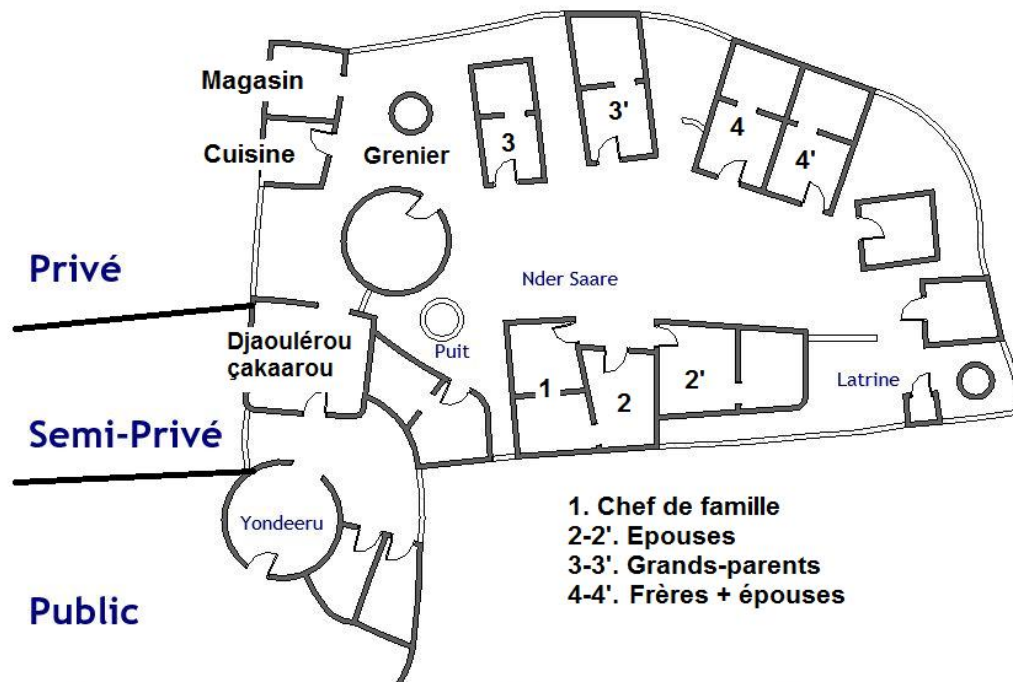 Magasin
3'
4
3
Cuisine
Grenier
4'
Privé
Nder Saare
Djaoulérou
çakaarou
Puit
1
2
2'
Latrine
Semi-Privé
Yondeeru
1. Chef de famille
2-2'. Epouses
3-3'. Grands-parents
4-4'. Frères + épouses
Public